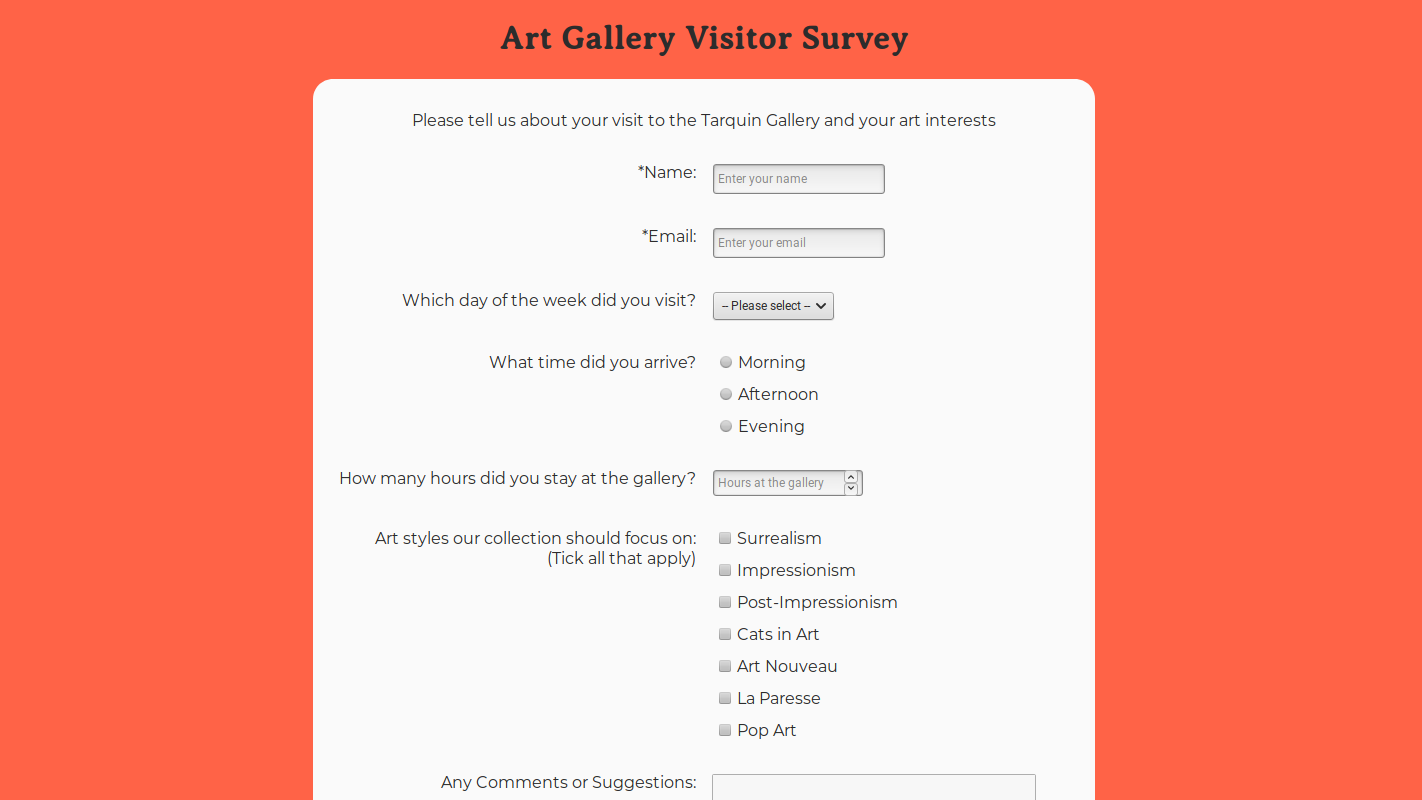 Art Gallery Visitor Survey
Please tell us about your visit to the Tarquin Gallery and your art interests
*Name: Enter your name
*Email: Enter your email
Which day of the week did you visit? -- Please select --
What time did you arrive? Morning
Afternoon
Evening
How many hours did you stay at the gallery? Hours at the gallery
Art styles our collection should focus on: Surrealism
(Tick all that apply)
Impressionism
Post-Impressionism
Cats in Art
Art Nouveau
La Paresse
Pop Art
Any Comments or Suggestions: